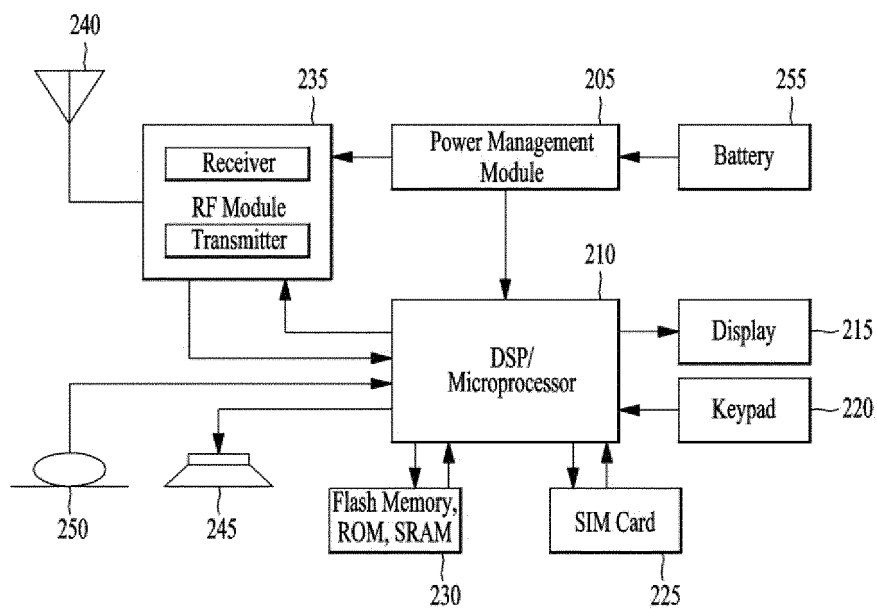 240
235
205
255
Receiver
RF Module
Transmitter
Power Management
Module
Battery
210
DSP/
Microprocessor
Display
215
Keypad
220
250
245
Flash Memory,
ROM, SRAM
230
SIM Card
225